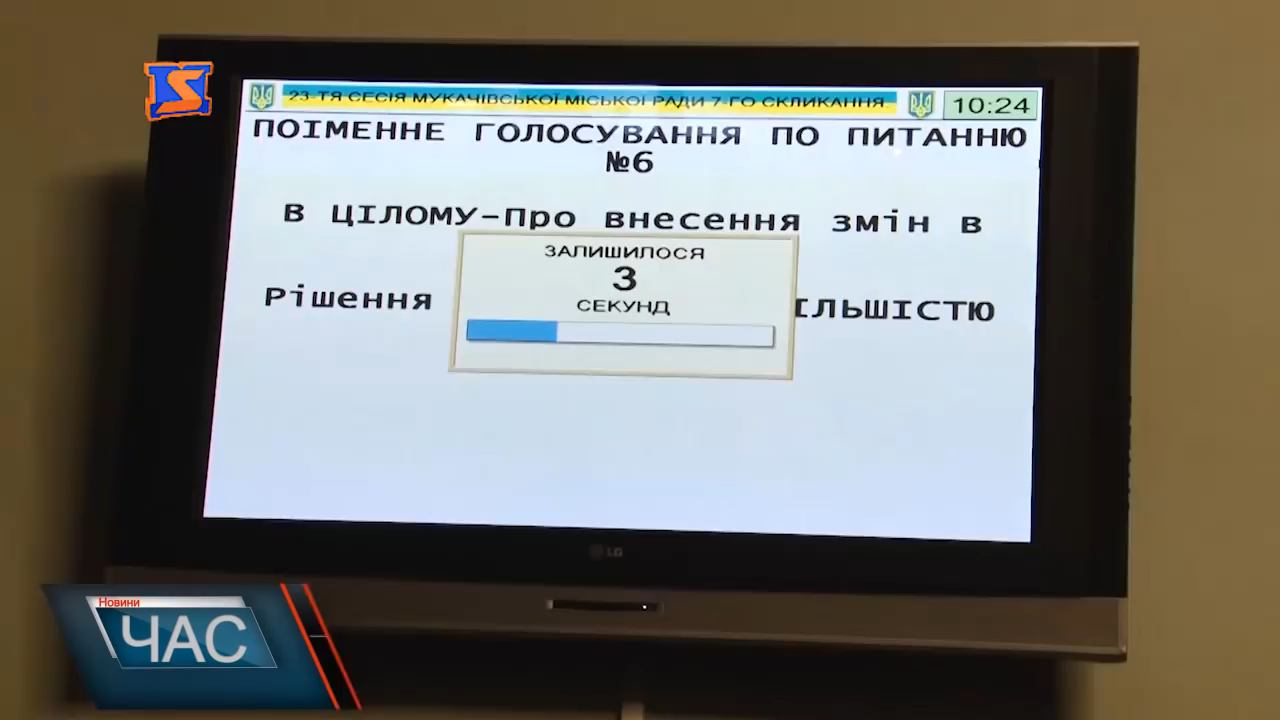 23-ТЯ СЕСІЯ МУКАЧІВСЬКОЇ МІСЬКОЇ РАДИ 7-ГО СКЛИКАННЯ 10:24
ПОІМЕННЕ ГОЛОСУВАННЯ ПО ПИТАННЮ
№6
В ЦІЛОМУ-Про внесення змін в
ЗАЛИШИЛОСЯ
3
СЕКУНД
Рішення ІЛЬШІСТЮ
LG
Новини
ЧАС